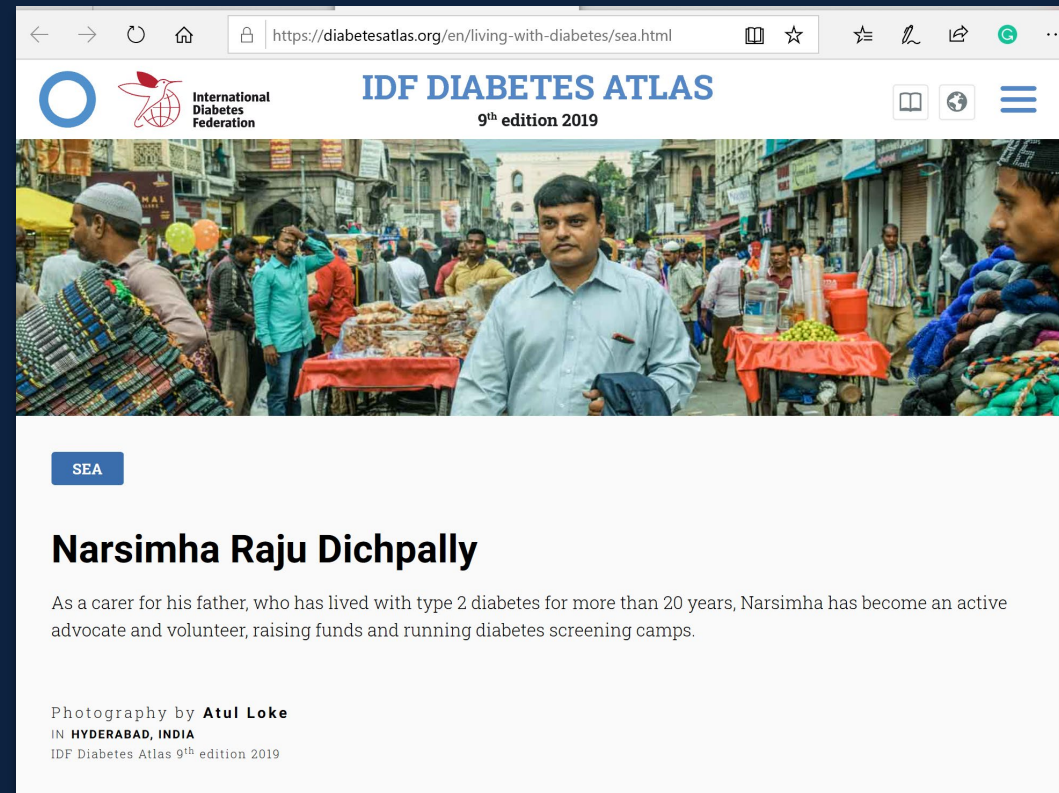 https://diabetesatlas.org/en/living-with-diabetes/sea.html
International
Diabetes
Federation
IDF DIABETES ATLAS
9th edition 2019
SEA
Narsimha Raju Dichpally
As a carer for his father, who has lived with type 2 diabetes for more than 20 years, Narsimha has become an active
advocate and volunteer, raising funds and running diabetes screening camps.
Photography by Atul Loke
IN HYDERABAD, INDIA
IDF Diabetes Atlas 9th edition 2019